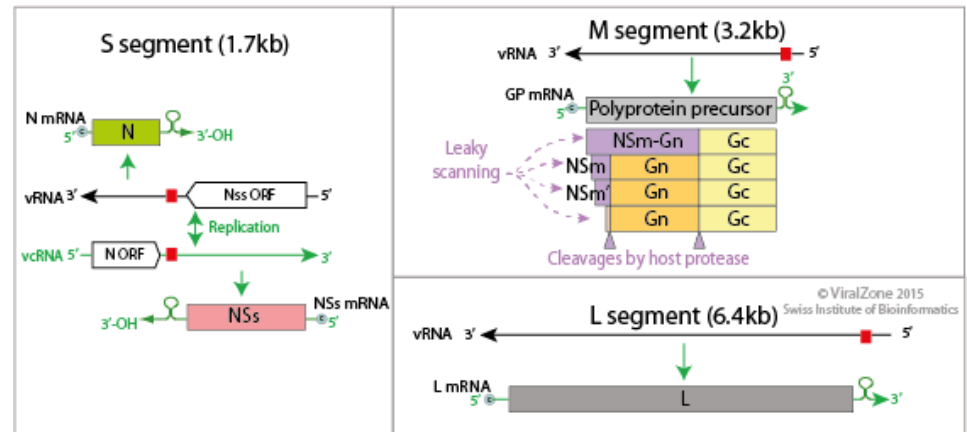 S segment (1.7kb)
N mRNA
5′ c
N
3′-OH
vRNA 3′
Nss ORF
5′
Replication
vcRNA 5′
N ORF
3′
NSs mRNA
3′-OH
NSs
c 5′
M segment (3.2kb)
vRNA 3′
5′
3′
GP mRNA
5′ c
Polyprotein precursor
Leaky
scanning
NSm-Gn Gc
NSm Gn Gc
NSm′ Gn Gc
Gn Gc
Cleavages by host protease
© ViralZone 2015
Swiss Institute of Bioinformatics
L segment (6.4kb)
vRNA 3′
5′
L mRNA
5′ c
L
3′